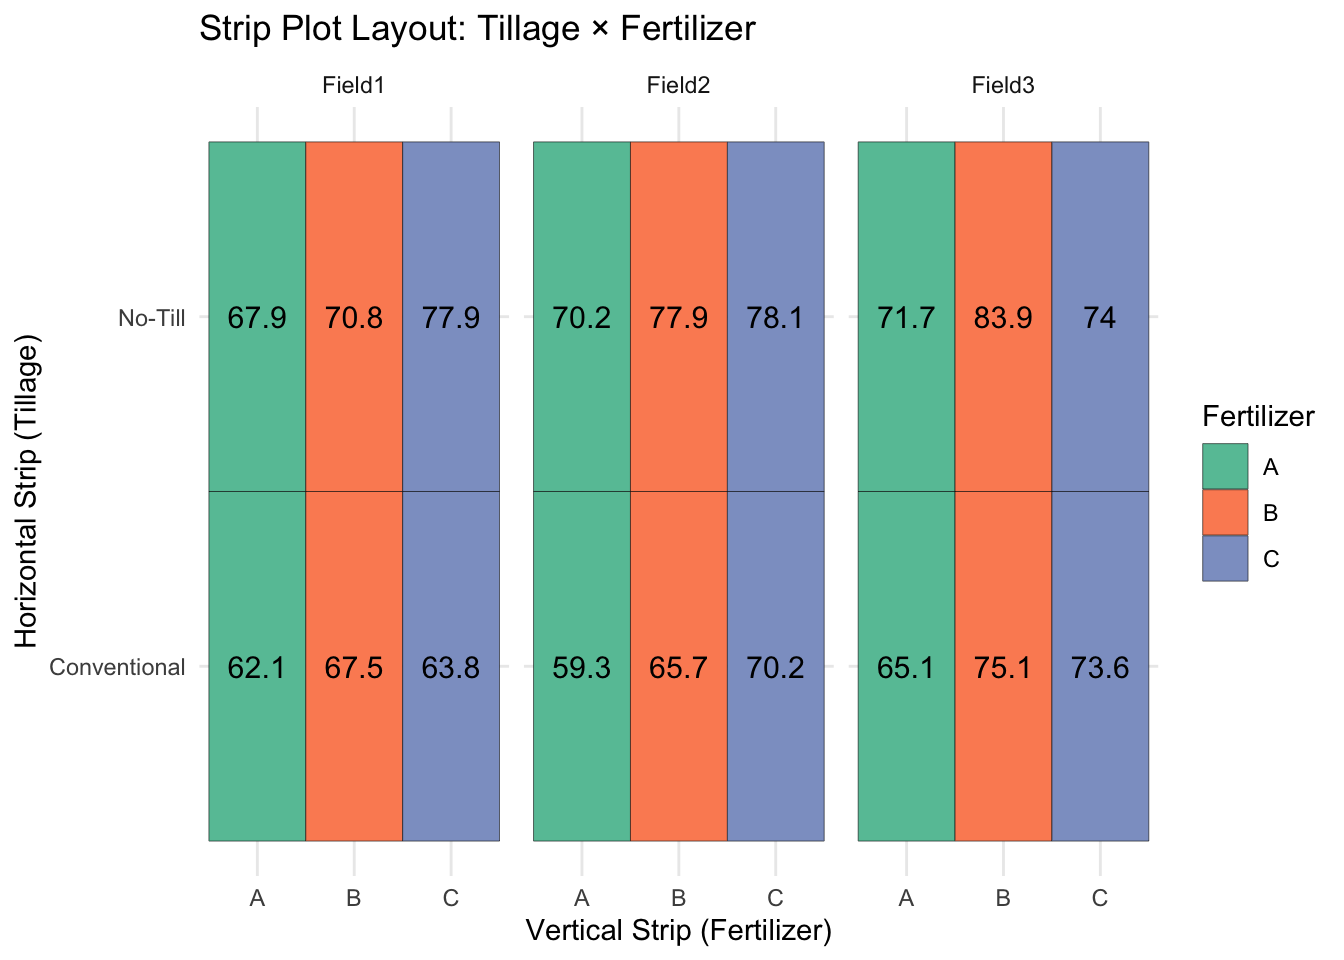 Strip Plot Layout: Tillage × Fertilizer
Field1 Field2 Field3
Horizontal Strip (Tillage)
No-Till 67.9 70.8 77.9 70.2 77.9 78.1 71.7 83.9 74
Conventional 62.1 67.5 63.8 59.3 65.7 70.2 65.1 75.1 73.6
A B C A B C A B C
Vertical Strip (Fertilizer)
Fertilizer
A
B
C